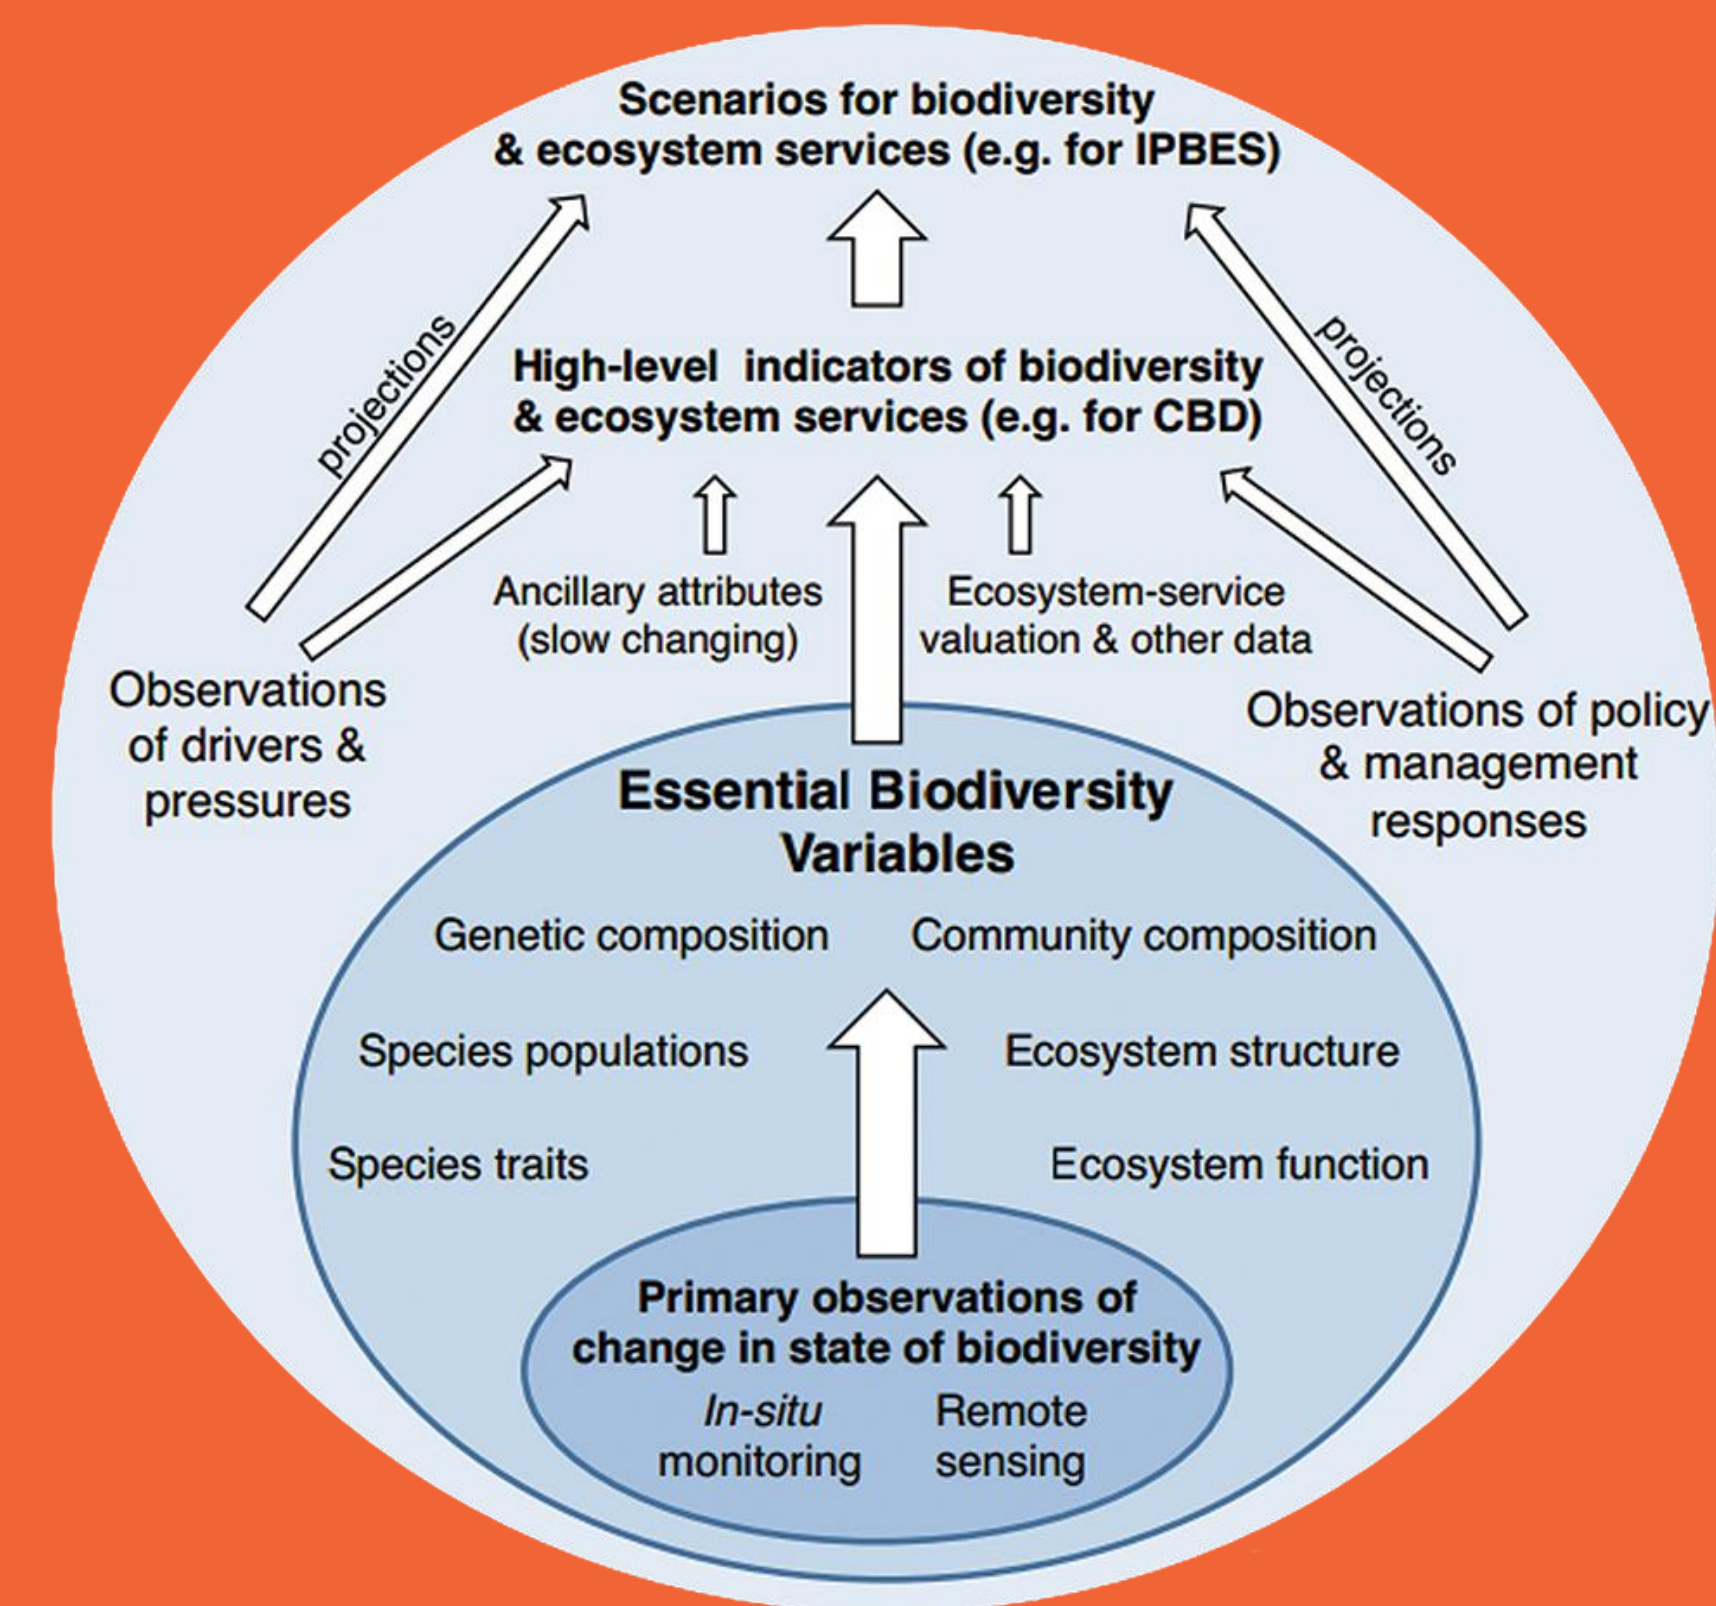 Scenarios for biodiversity
& ecosystem services (e.g. for IPBES)
projections
projections
High-level indicators of biodiversity
& ecosystem services (e.g. for CBD)
Ancillary attributes
(slow changing)
Ecosystem-service
valuation & other data
Observations
of drivers &
pressures
Observations of policy
& management
responses
Essential Biodiversity
Variables
Genetic composition
Community composition
Species populations
Ecosystem structure
Species traits
Ecosystem function
Primary observations of
change in state of biodiversity
In-situ
monitoring
Remote
sensing